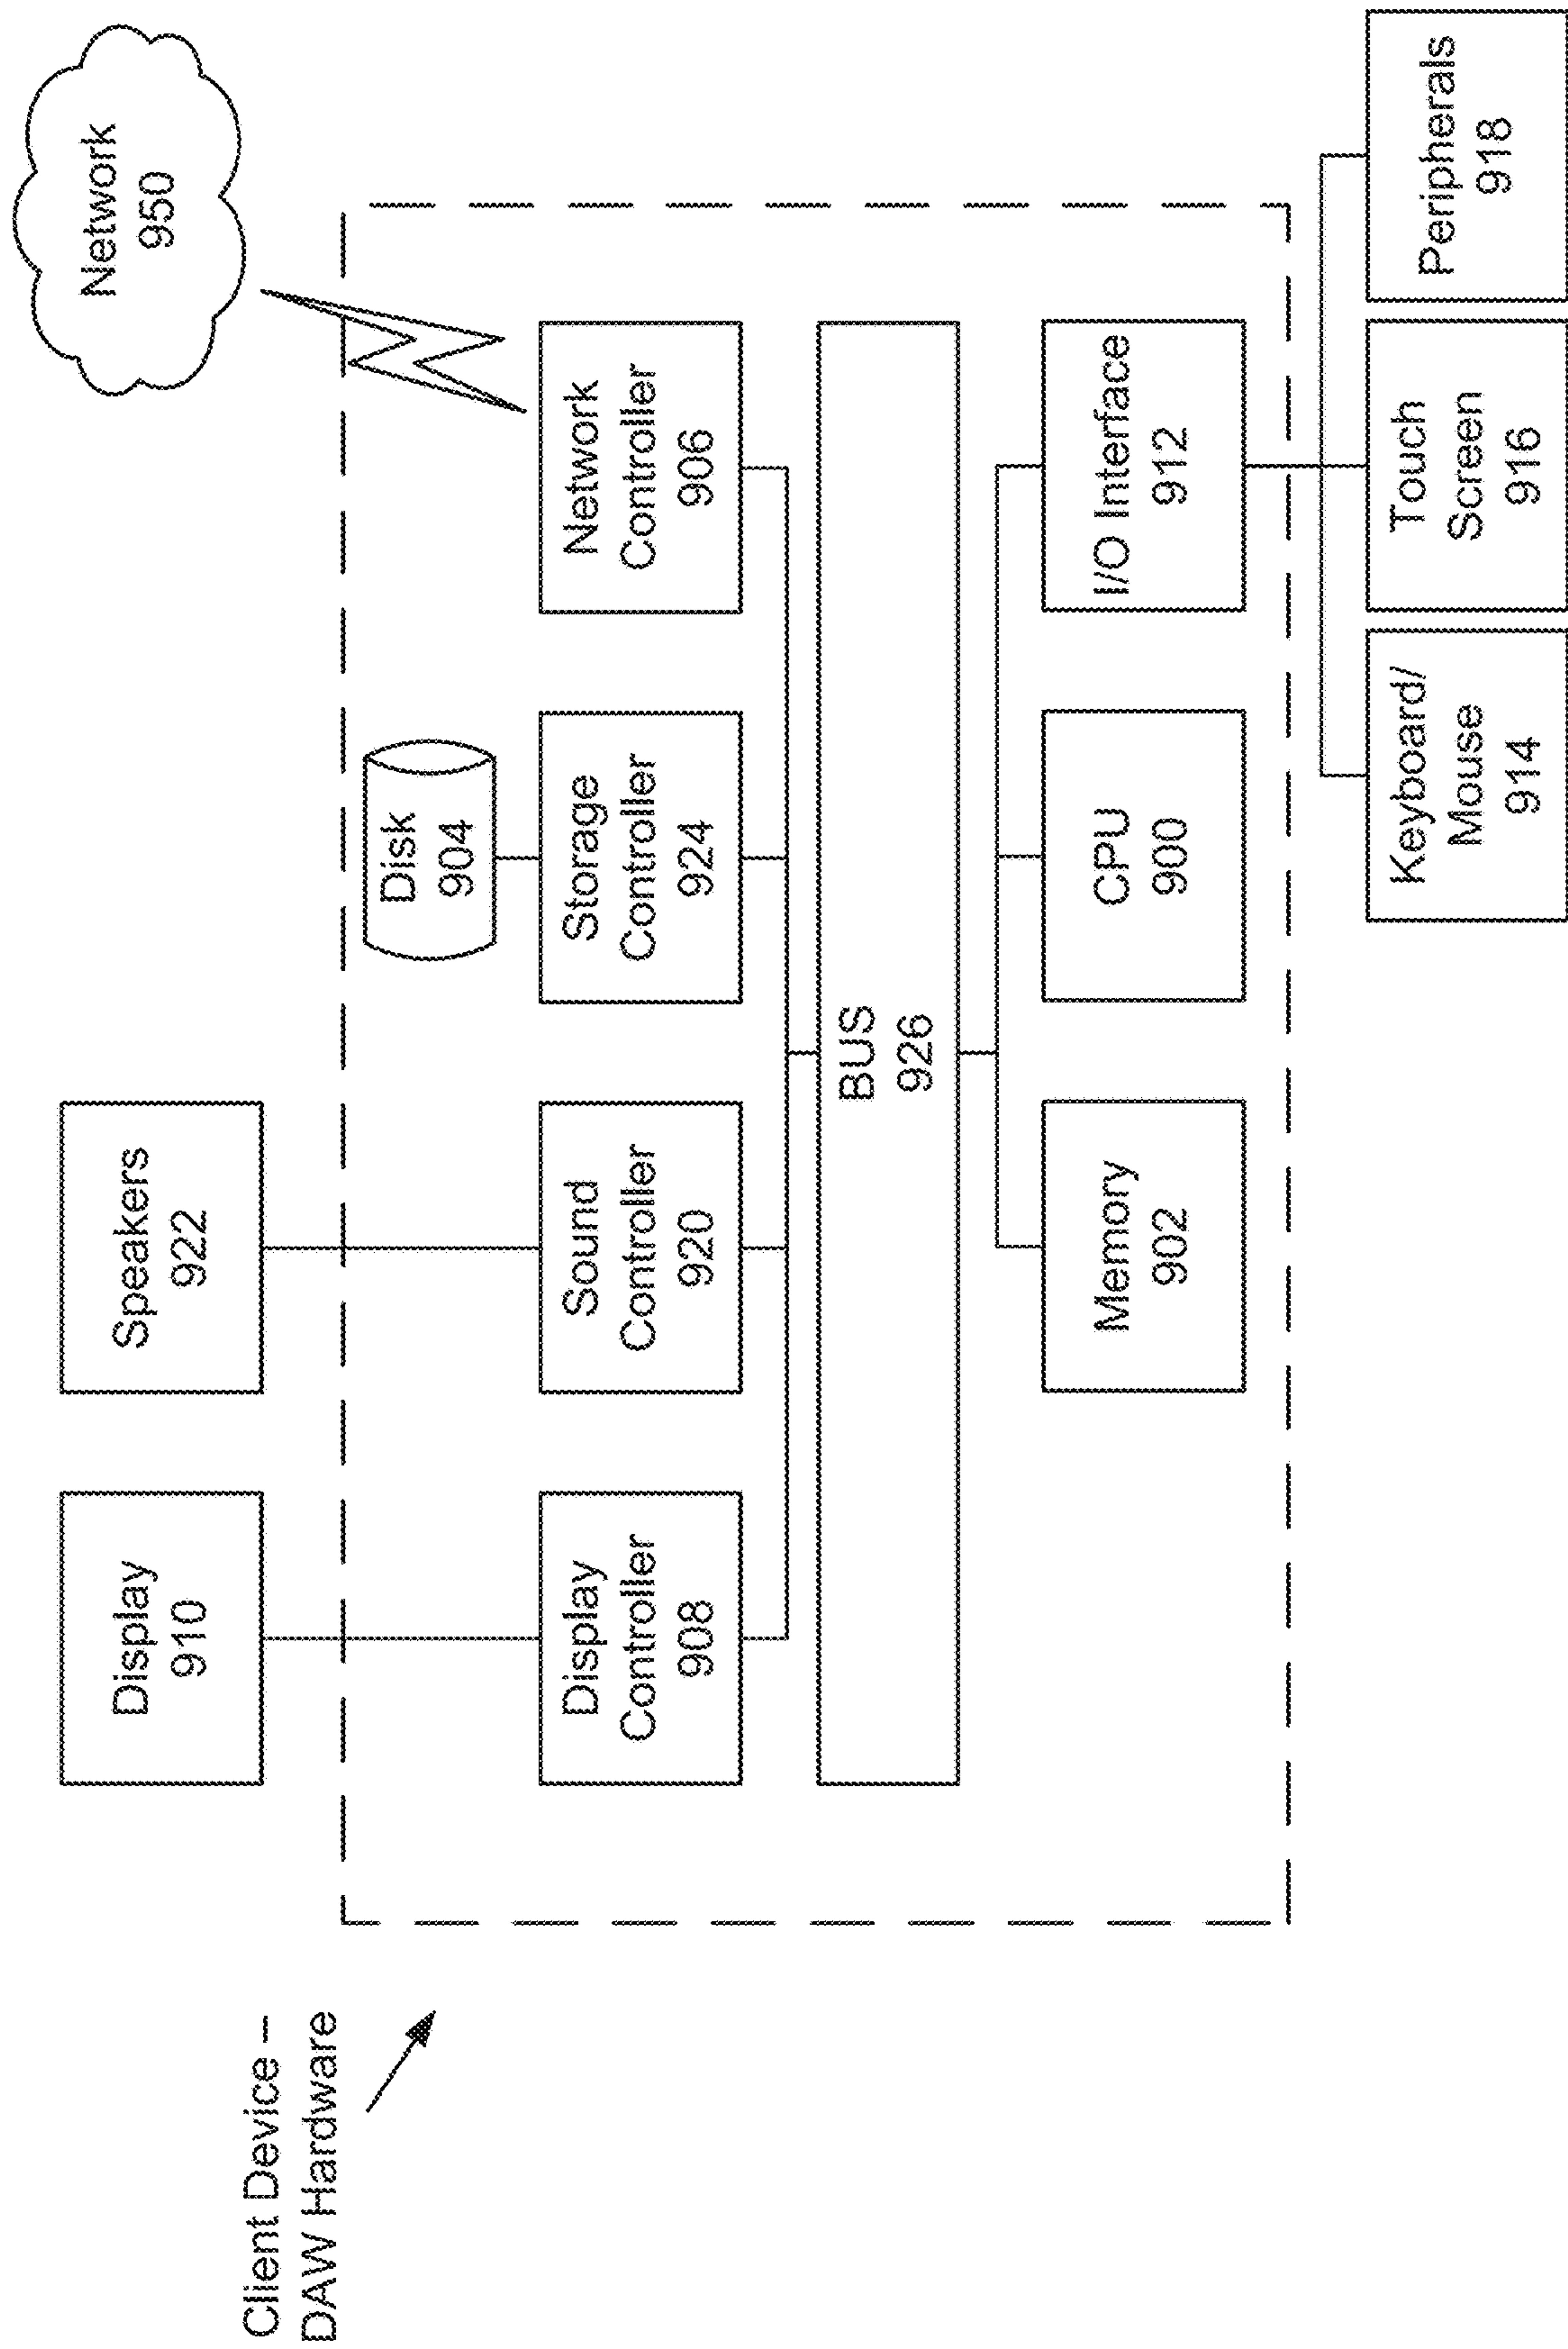 Client Device –
DAW Hardware
Display
910
Speakers
922
Network
950
Disk
904
Display
Controller
908
Sound
Controller
920
Storage
Controller
924
Network
Controller
906
BUS
926
Memory
902
CPU
900
I/O Interface
912
Keyboard/
Mouse
914
Touch
Screen
916
Peripherals
918